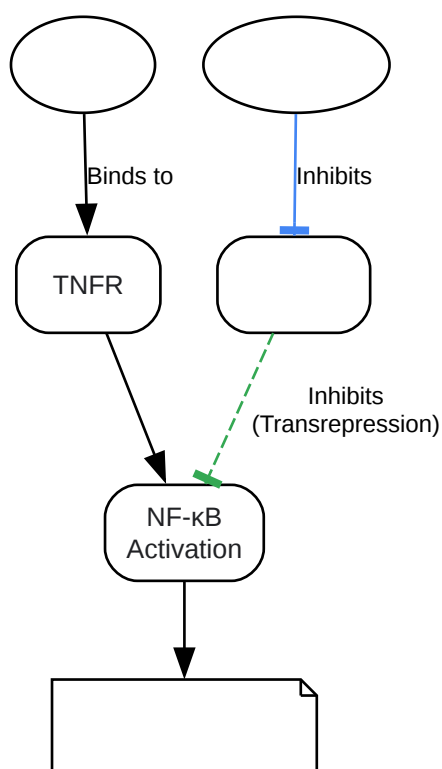 Binds to
Inhibits
TNFR
Inhibits
(Transrepression)
NF-κB
Activation